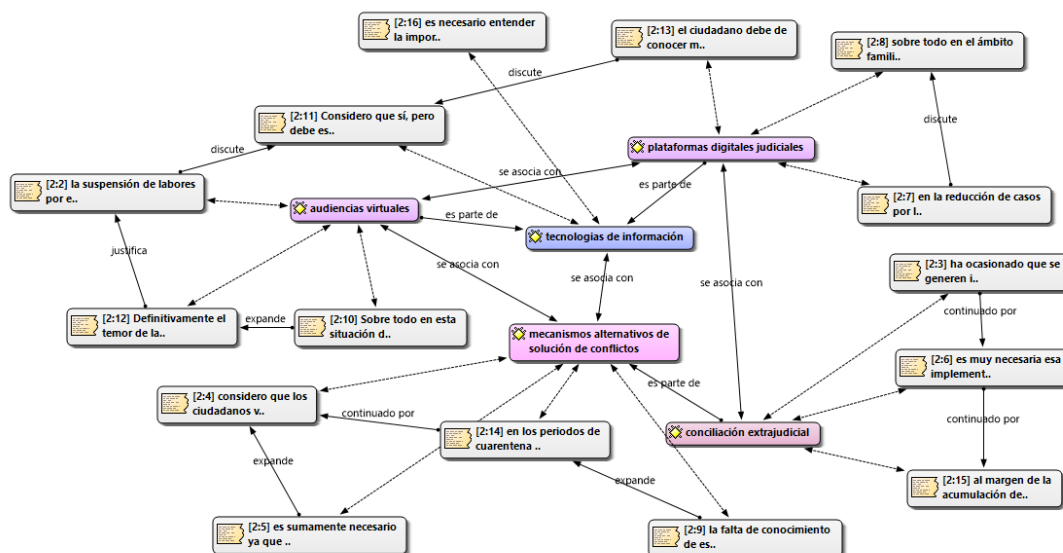 [2:16] es necesario entender
la impor..
[2:13] el ciudadano debe de
conocer m..
[2:8] sobre todo en el ámbito
famili..
discute
[2:11] Considero que sí, pero
debe es..
discute
discute
plataformas digitales judiciales
se asocia con
es parte de
[2:2] la suspensión de labores
por e..
[2:7] en la reducción de casos
por l..
audiencias virtuales
es parte de
tecnologías de información
justifica
se asocia con
se asocia con
se asocia con
[2:3] ha ocasionado que se
generen i..
continuado por
[2:12] Definitivamente el
temor de la..
expande
[2:10] Sobre todo en esta
situación d..
mecanismos alternativos de
solución de conflictos
[2:6] es muy necesaria esa
implement..
es parte de
[2:4] considero que los
ciudadanos v..
continuado por
[2:14] en los periodos de
cuarentena ..
conciliación extrajudicial
continuado por
expande
expande
[2:15] al margen de la
acumulación de..
[2:5] es sumamente necesario
ya que ..
[2:9] la falta de conocimiento
de es..